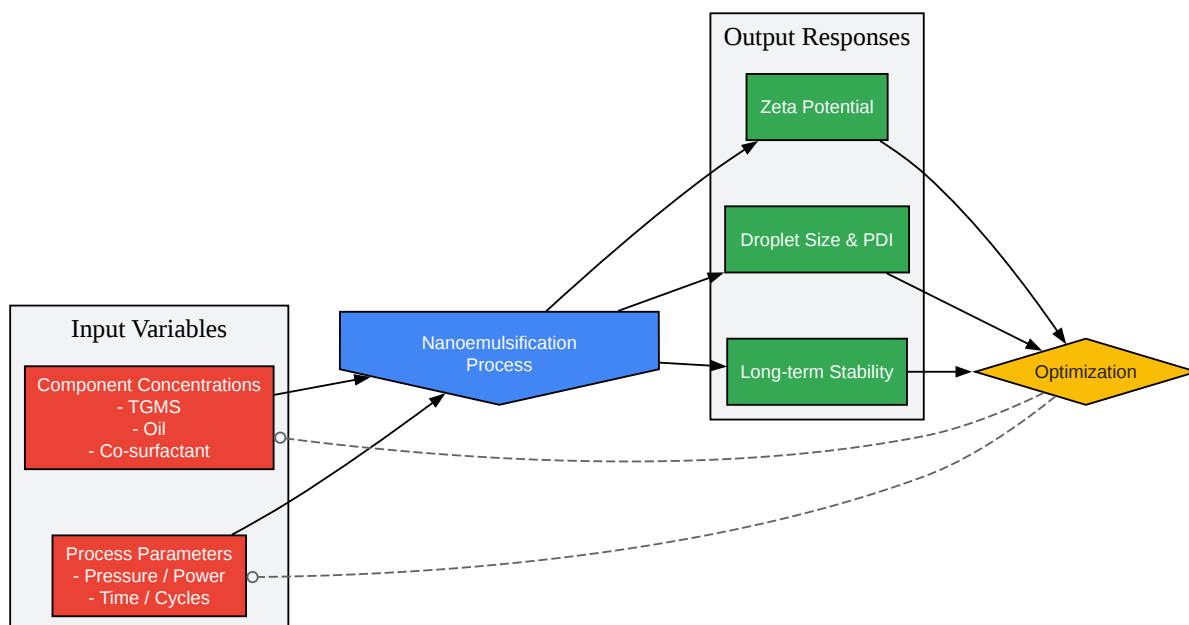 Input Variables
Component Concentrations
- TGMS
- Oil
- Co-surfactant
Process Parameters
- Pressure / Power
- Time / Cycles
Nanoemulsification
Process
Output Responses
Zeta Potential
Droplet Size & PDI
Long-term Stability
Optimization